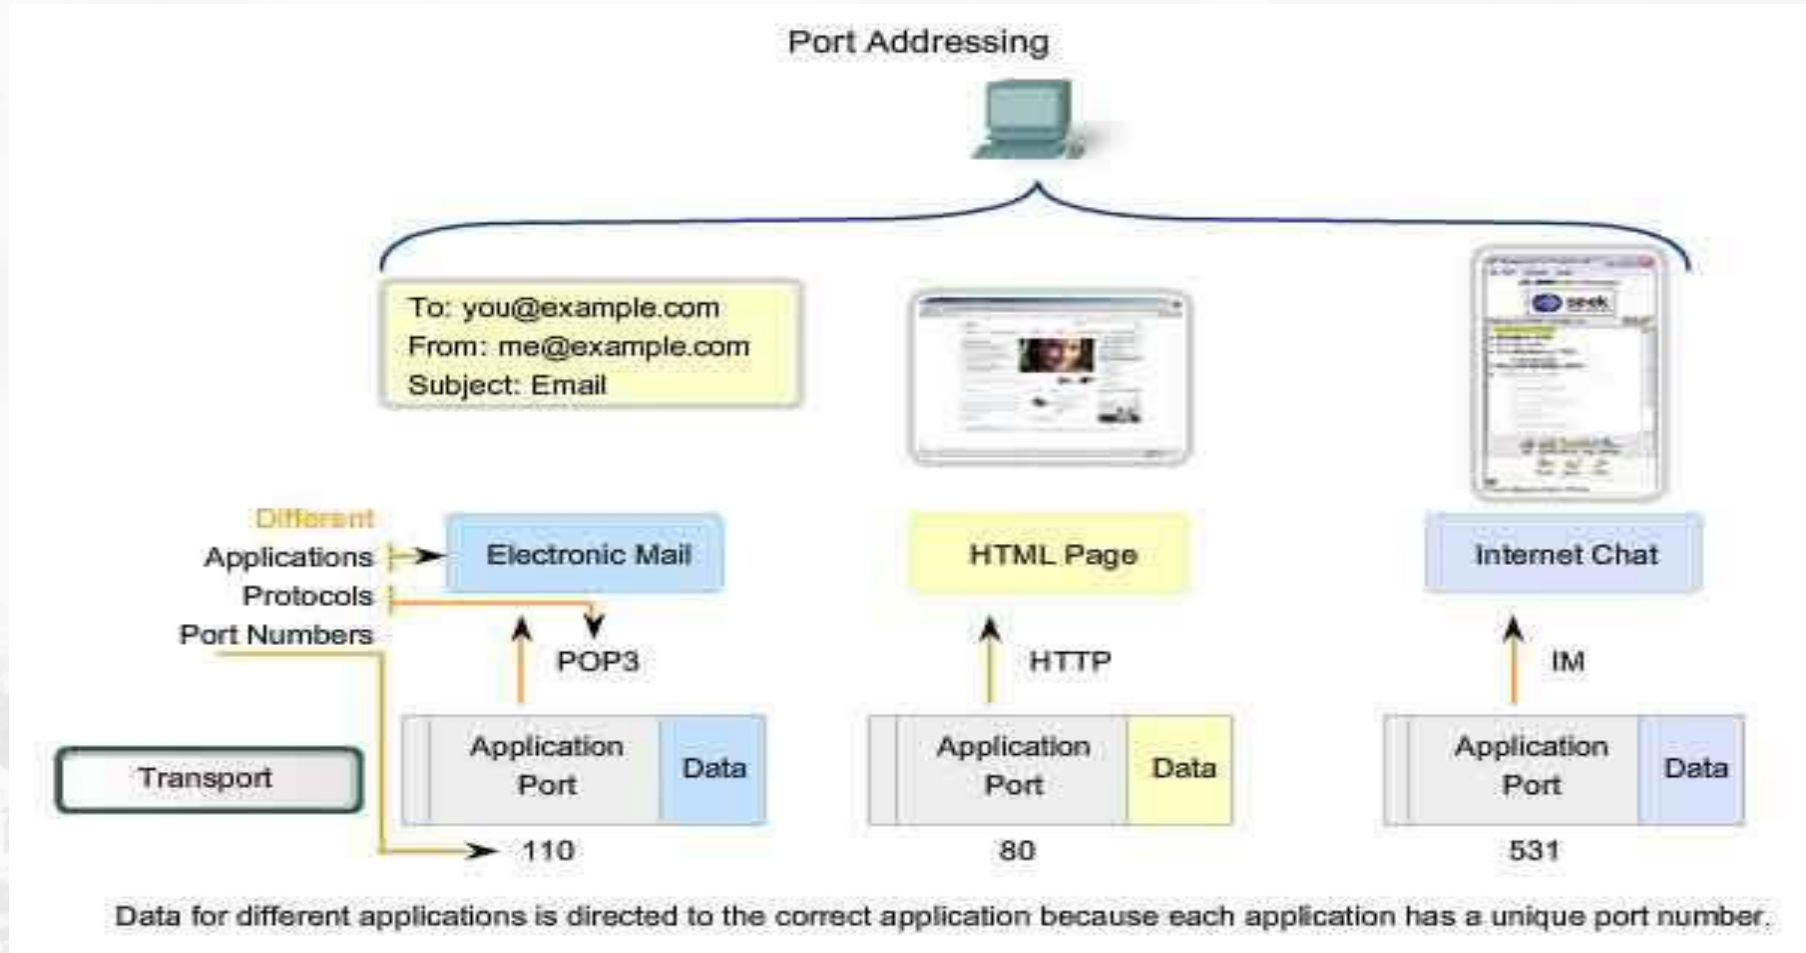 Port Addressing
To: you@example.com
From: me@example.com
Subject: Email
seek
Different
Applications
Protocols
Port Numbers
Electronic Mail
HTML Page
Internet Chat
POP3
HTTP
IM
Transport
Application
Port
Data
Application
Port
Data
Application
Port
Data
110
80
531
Data for different applications is directed to the correct application because each application has a unique port number.